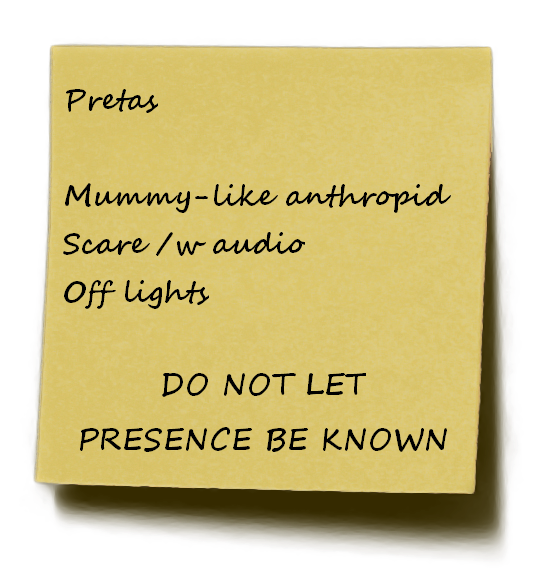 Pretas
Mummy-like anthropid
Scare /w audio
Off lights
DO NOT LET
PRESENCE BE KNOWN